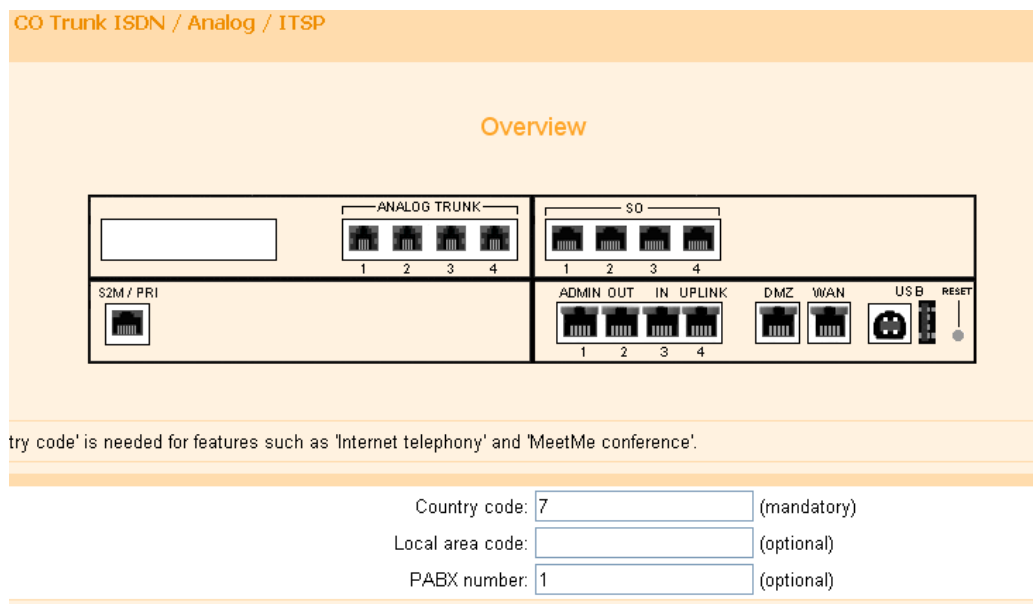 CO Trunk ISDN / Analog / ITSP
Overview
ANALOG TRUNK
1 2 3 4
S0
1 2 3 4
S2M / PRI
ADMIN OUT IN UPLINK
1 2 3 4
DMZ WAN USB RESET
try code' is needed for features such as 'Internet telephony' and 'MeetMe conference'.
Country code: 7 (mandatory)
Local area code: (optional)
PABX number: 1 (optional)